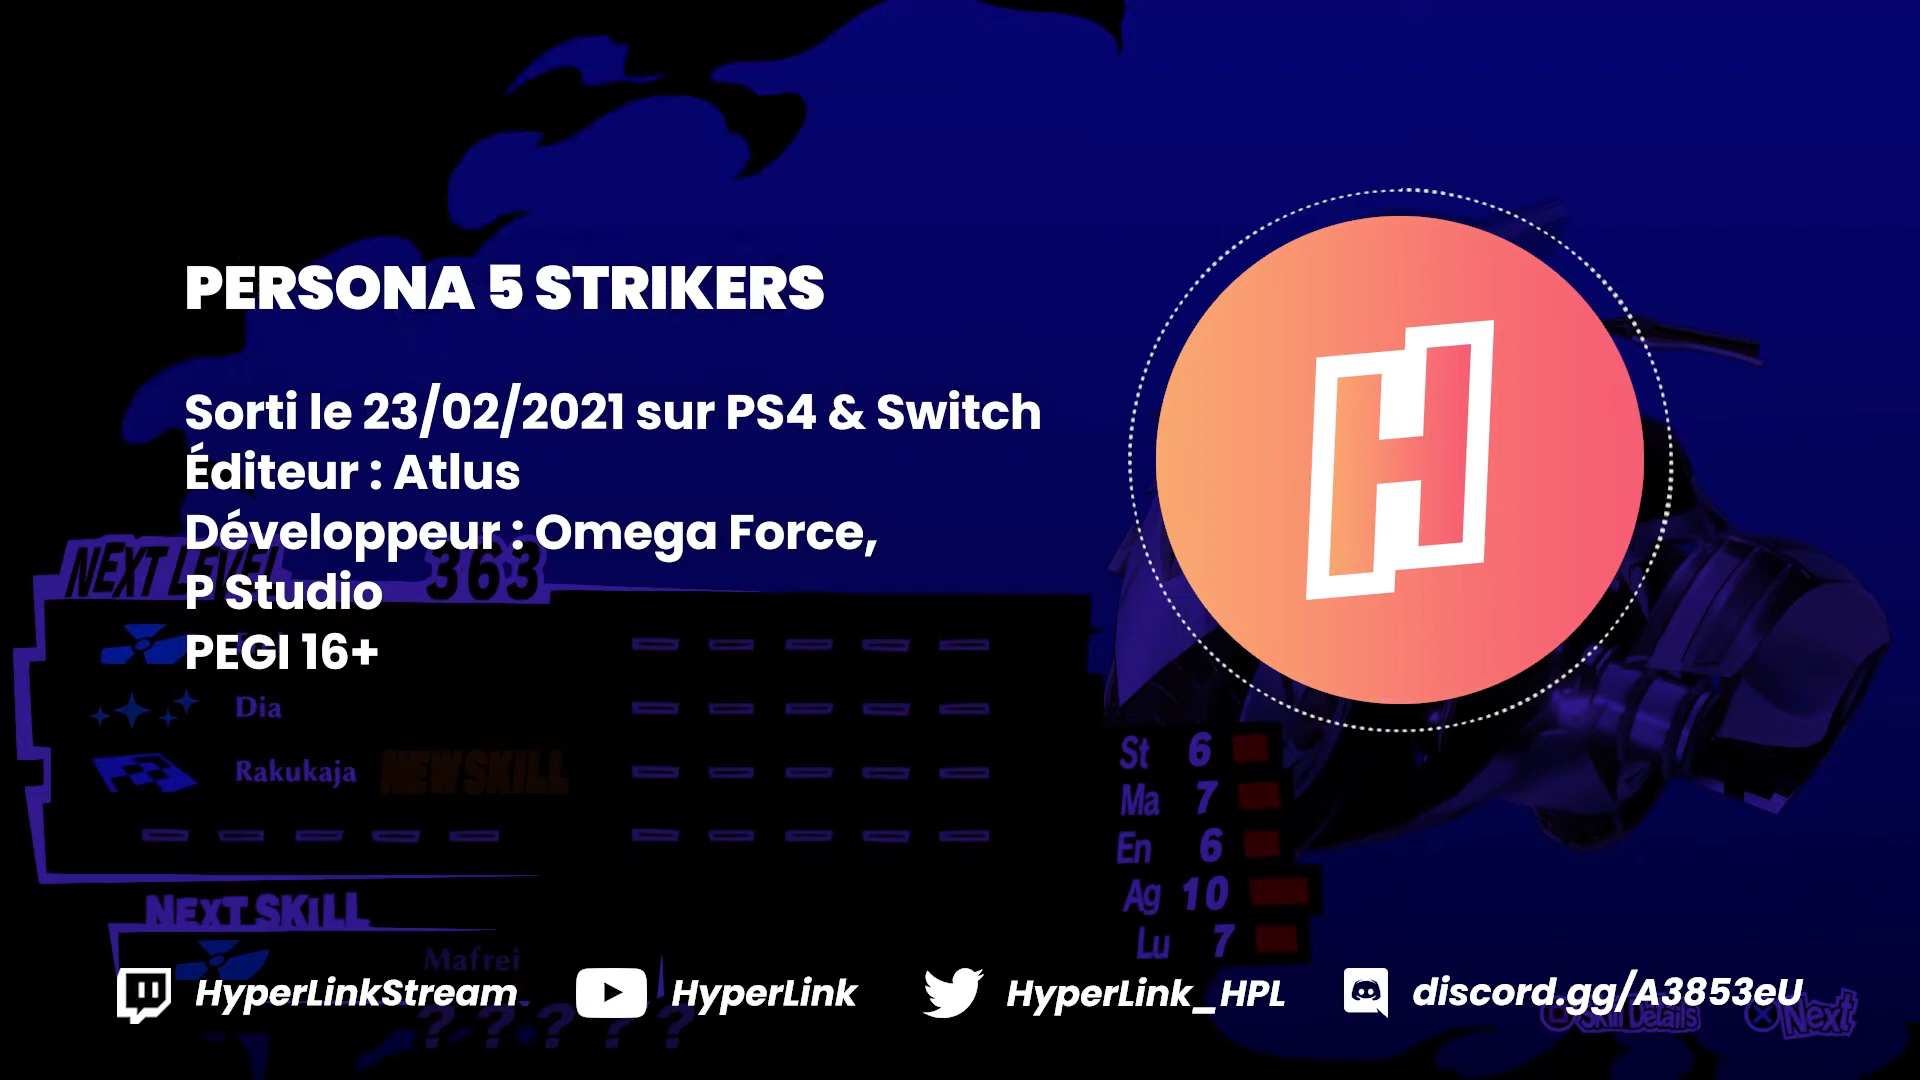 PERSONA 5 STRIKERS
Sorti le 23/02/2021 sur PS4 & Switch
Éditeur : Atlus
Développeur : Omega Force,
P Studio
PEGI 16+
NEXT LEVEL 363
Dia
Rakukaja NEW SKILL
St 6
Ma 7
En 6
Ag 10
Lu 7
NEXT SKILL
Mafrei
? ? ? ? ?
HyperLinkStream HyperLink HyperLink_HPL discord.gg/A3853eU
Skill Details Next